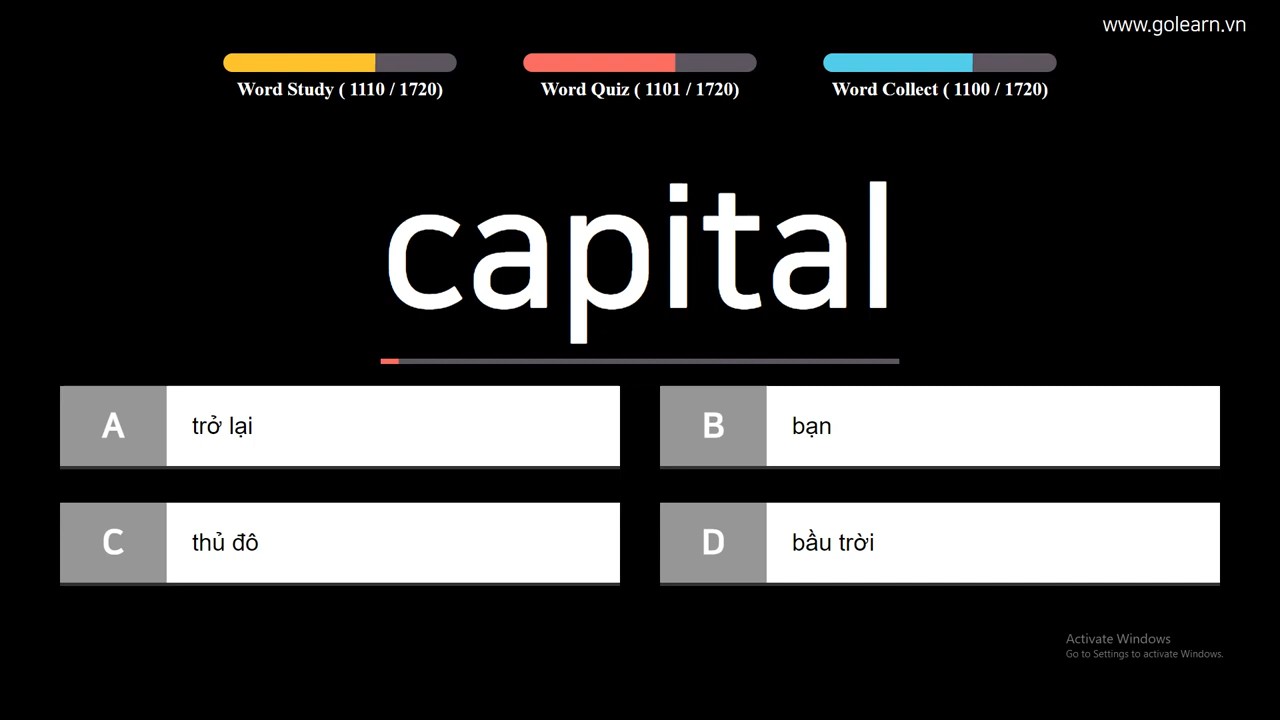 www.golearn.vn
Word Study ( 1110 / 1720)
Word Quiz ( 1101 / 1720)
Word Collect ( 1100 / 1720)
capital
A trở lại
B bạn
C thủ đô
D bầu trời
Activate Windows
Go to Settings to activate Windows.